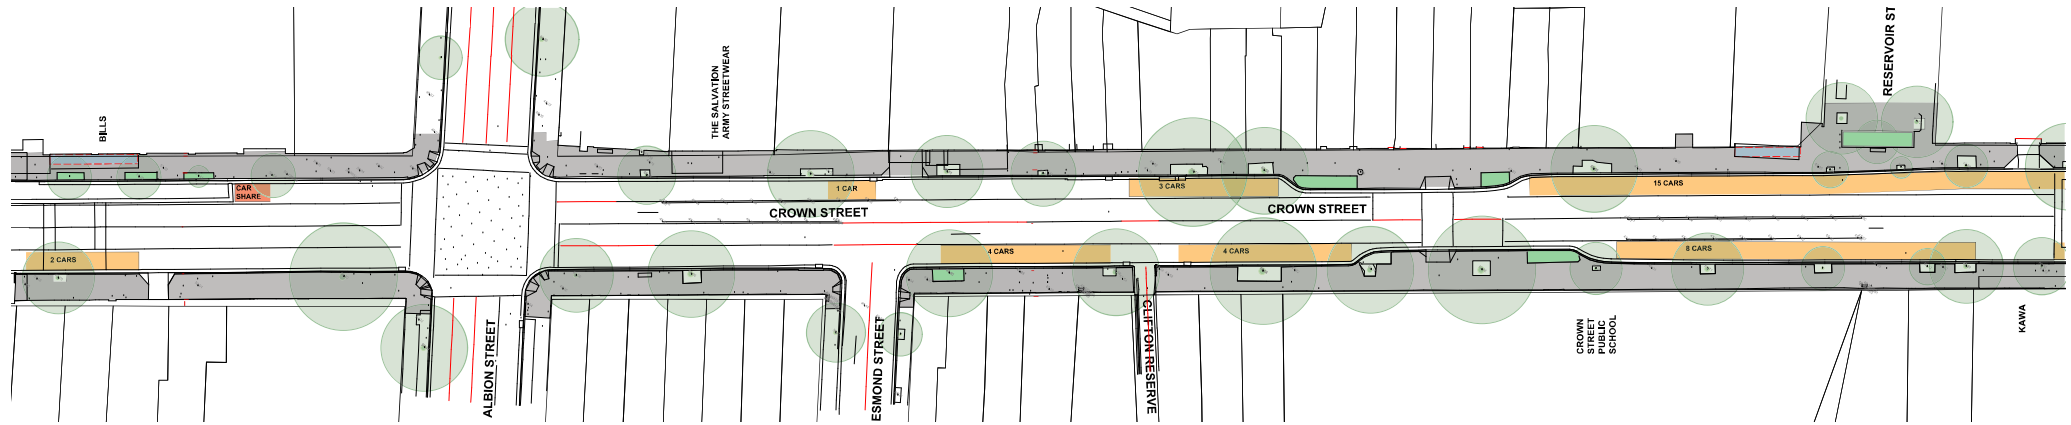 BILLS
THE SALVATION
ARMY STREETWEAR
RESERVOIR ST
CAR
SHARE
1 CAR
3 CARS
15 CARS
CROWN STREET
CROWN STREET
2 CARS
4 CARS
4 CARS
8 CARS
ALBION STREET
ESMOND STREET
CLIFTON RESERVE
CROWN
STREET
PUBLIC
SCHOOL
KAWA